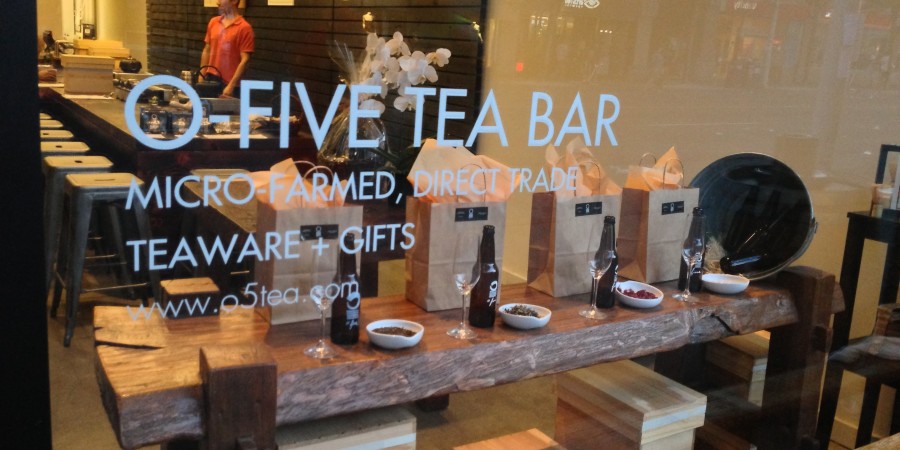 O-FIVE TEA BAR
MICRO-FARMED, DIRECT TRADE
TEAWARE + GIFTS
www.o5tea.com